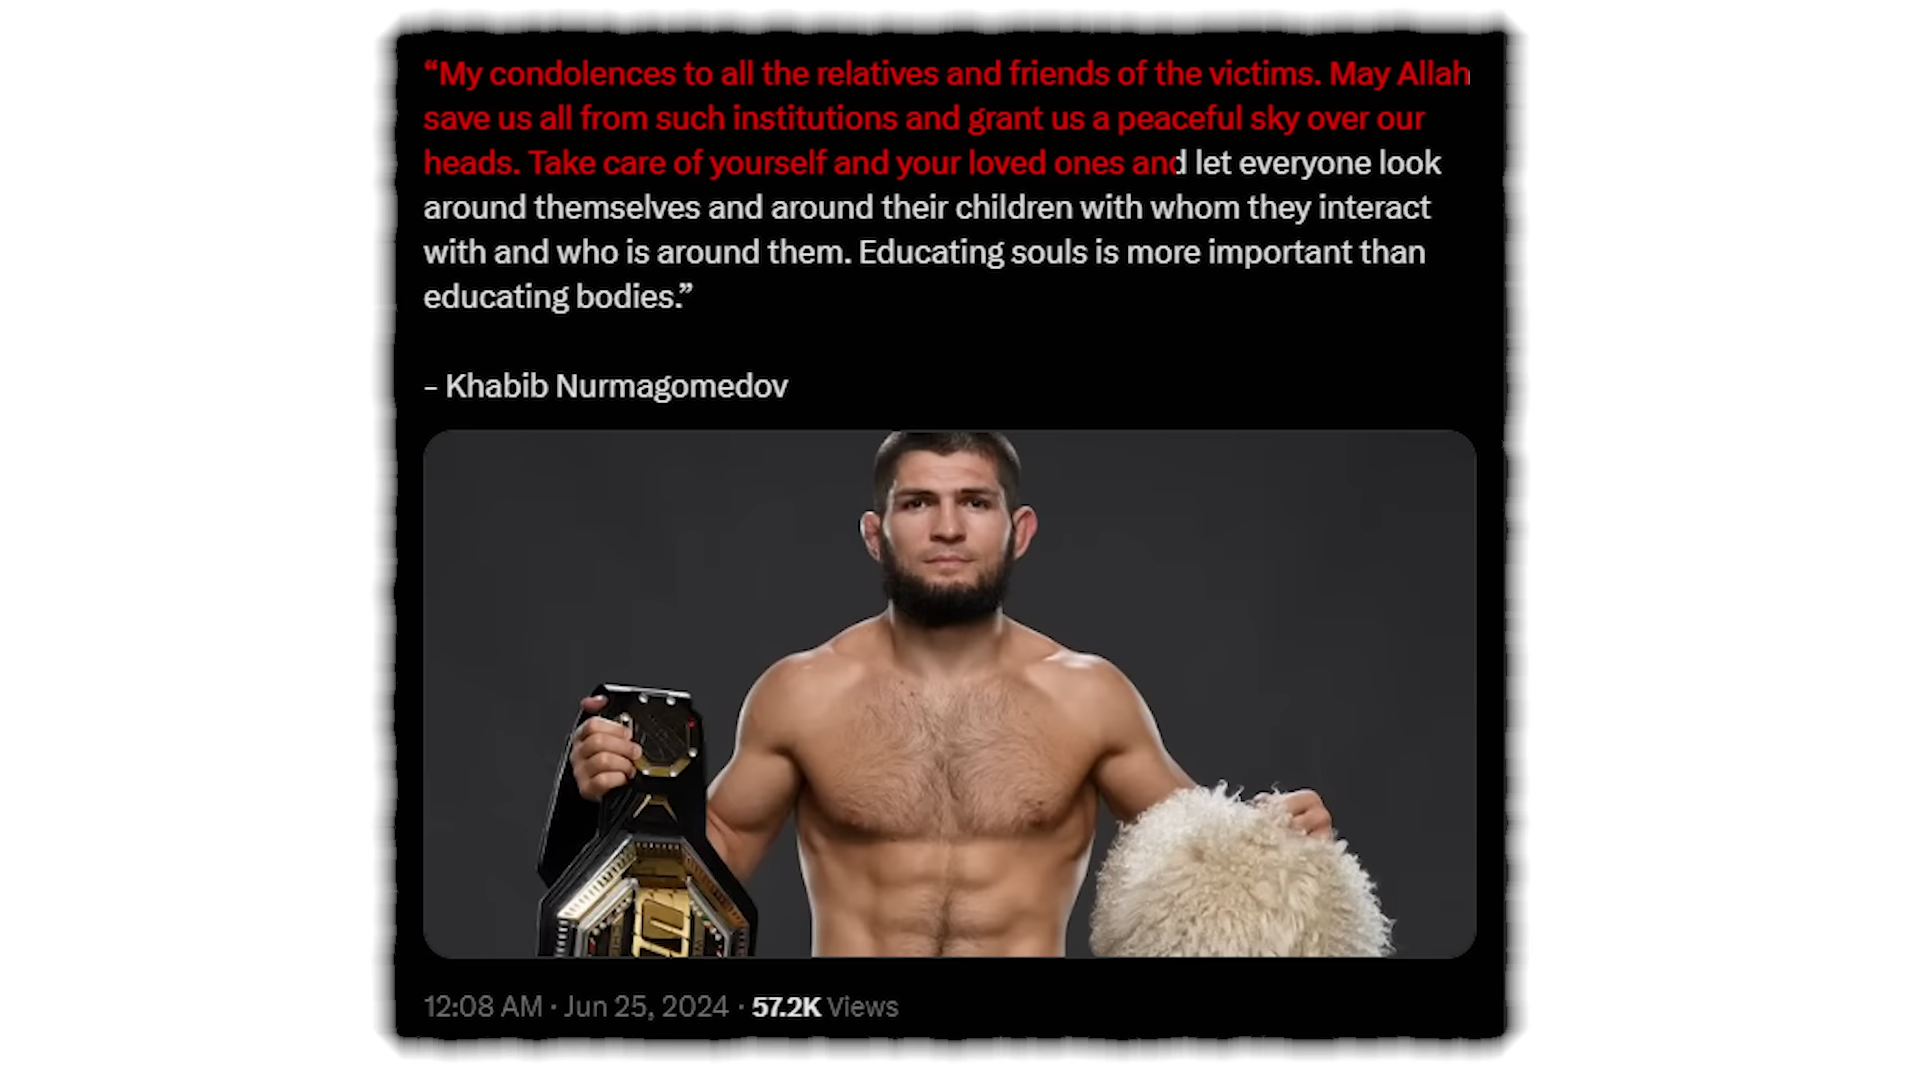 “My condolences to all the relatives and friends of the victims. May Allah
save us all from such institutions and grant us a peaceful sky over our
heads. Take care of yourself and your loved ones and let everyone look
around themselves and around their children with whom they interact
with and who is around them. Educating souls is more important than
educating bodies.”
– Khabib Nurmagomedov
12:08 AM · Jun 25, 2024 · 57.2K Views